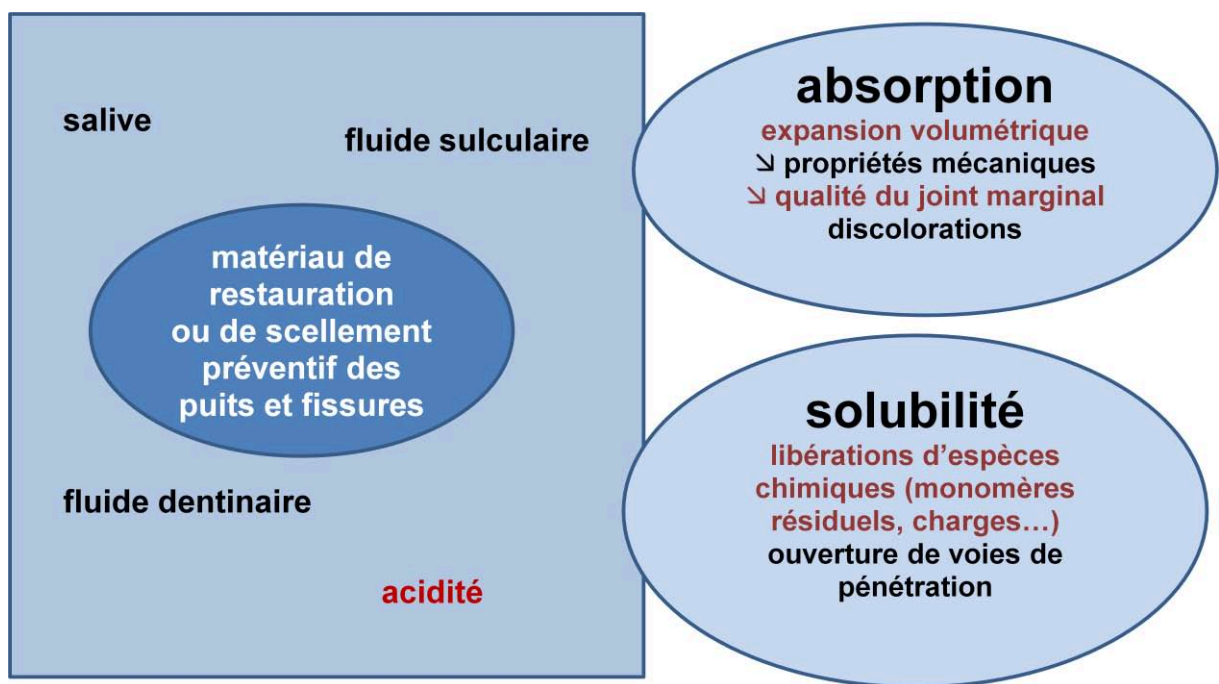 salive
fluide sulculaire
matériau de
restauration
ou de scellement
préventif des
puits et fissures
fluide dentinaire
acidité
absorption
expansion volumétrique
↘ propriétés mécaniques
↘ qualité du joint marginal
discolorations
solubilité
libérations d’espèces
chimiques (monomères
résiduels, charges…)
ouverture de voies de
pénétration